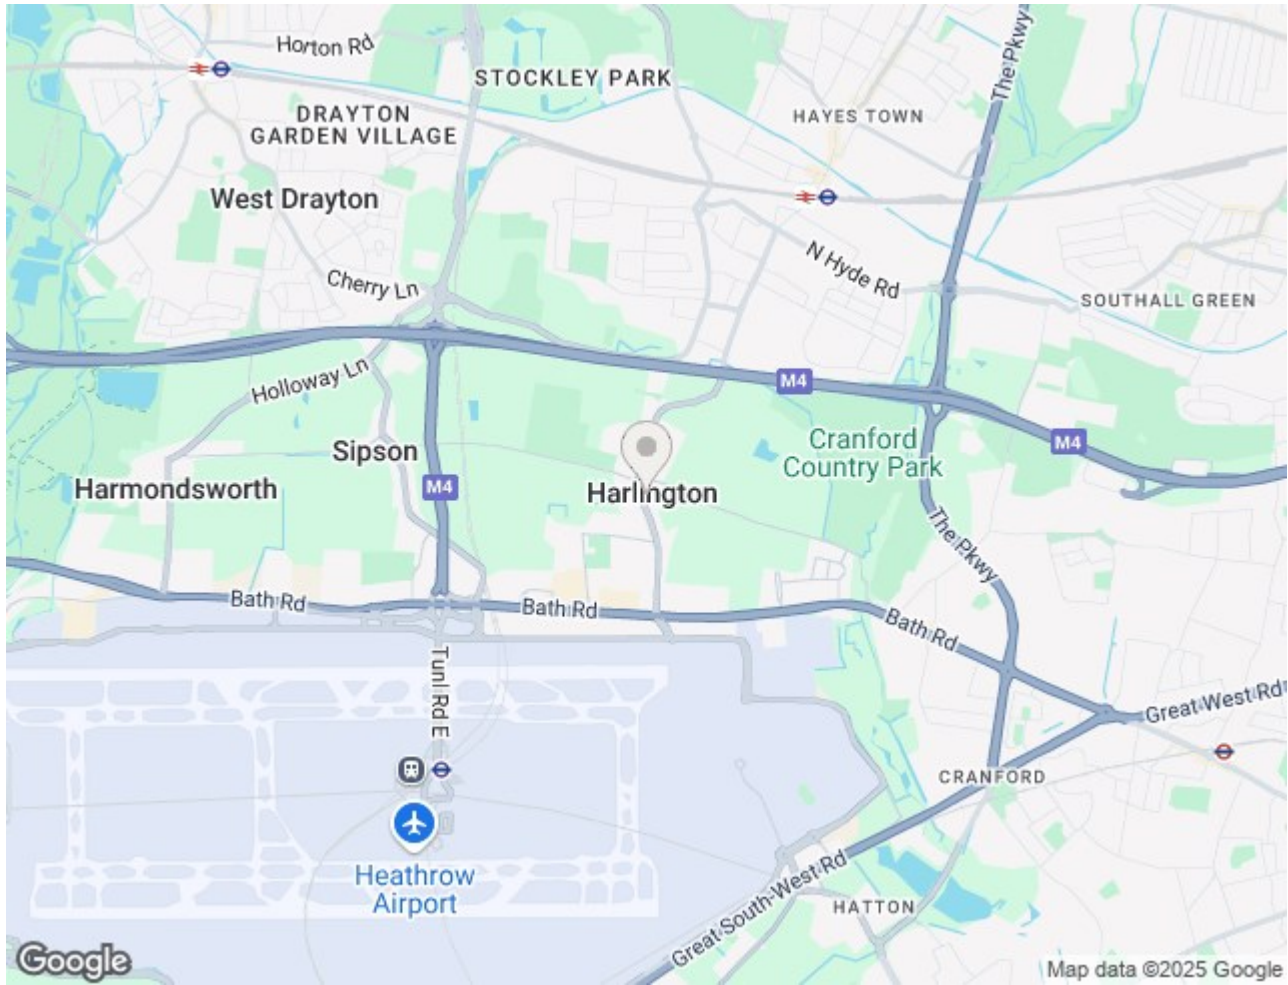 Horton Rd
STOCKLEY PARK
The Pkwy
DRAYTON
GARDEN VILLAGE
HAYES TOWN
West Drayton
N Hyde Rd
Cherry Ln
SOUTHALL GREEN
Holloway Ln
M4
Sipson
Cranford
Country Park
M4
Harmondsworth
M4
Harlington
The Pkwy
Bath Rd
Bath Rd
Bath Rd
Tunl Rd E
Great West Rd
CRANFORD
Heathrow
Airport
Great South-West Rd
HATTON
Google
Map data ©2025 Google